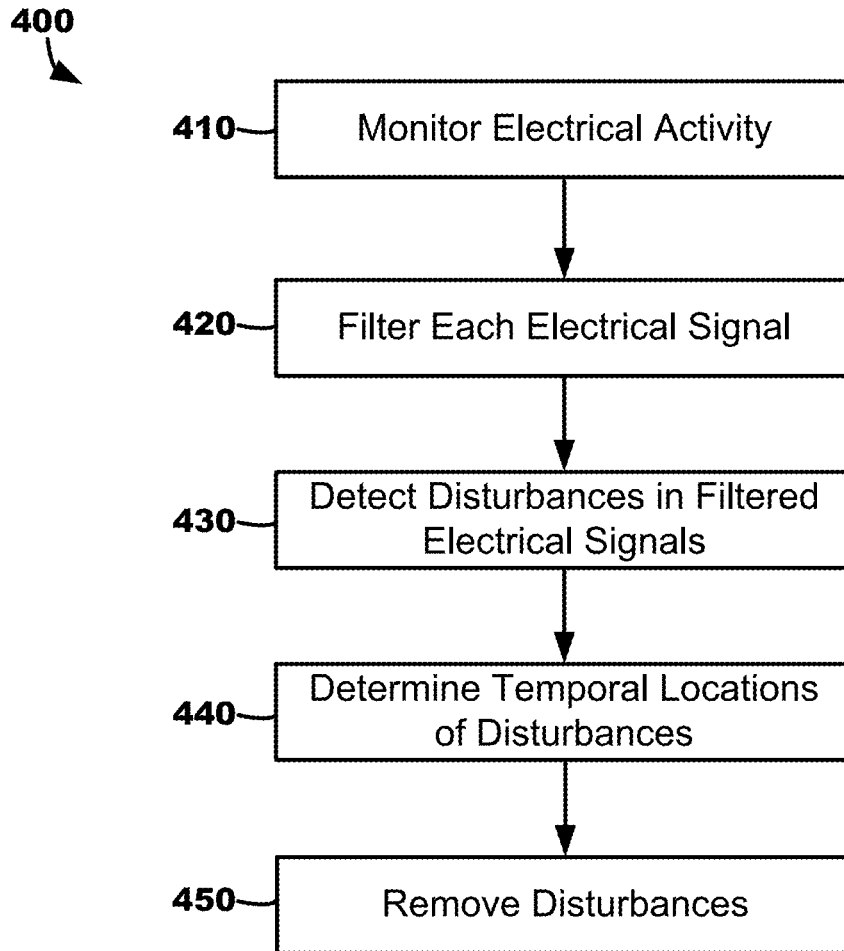 400
410
Monitor Electrical Activity
420
Filter Each Electrical Signal
430
Detect Disturbances in Filtered
Electrical Signals
440
Determine Temporal Locations
of Disturbances
450
Remove Disturbances